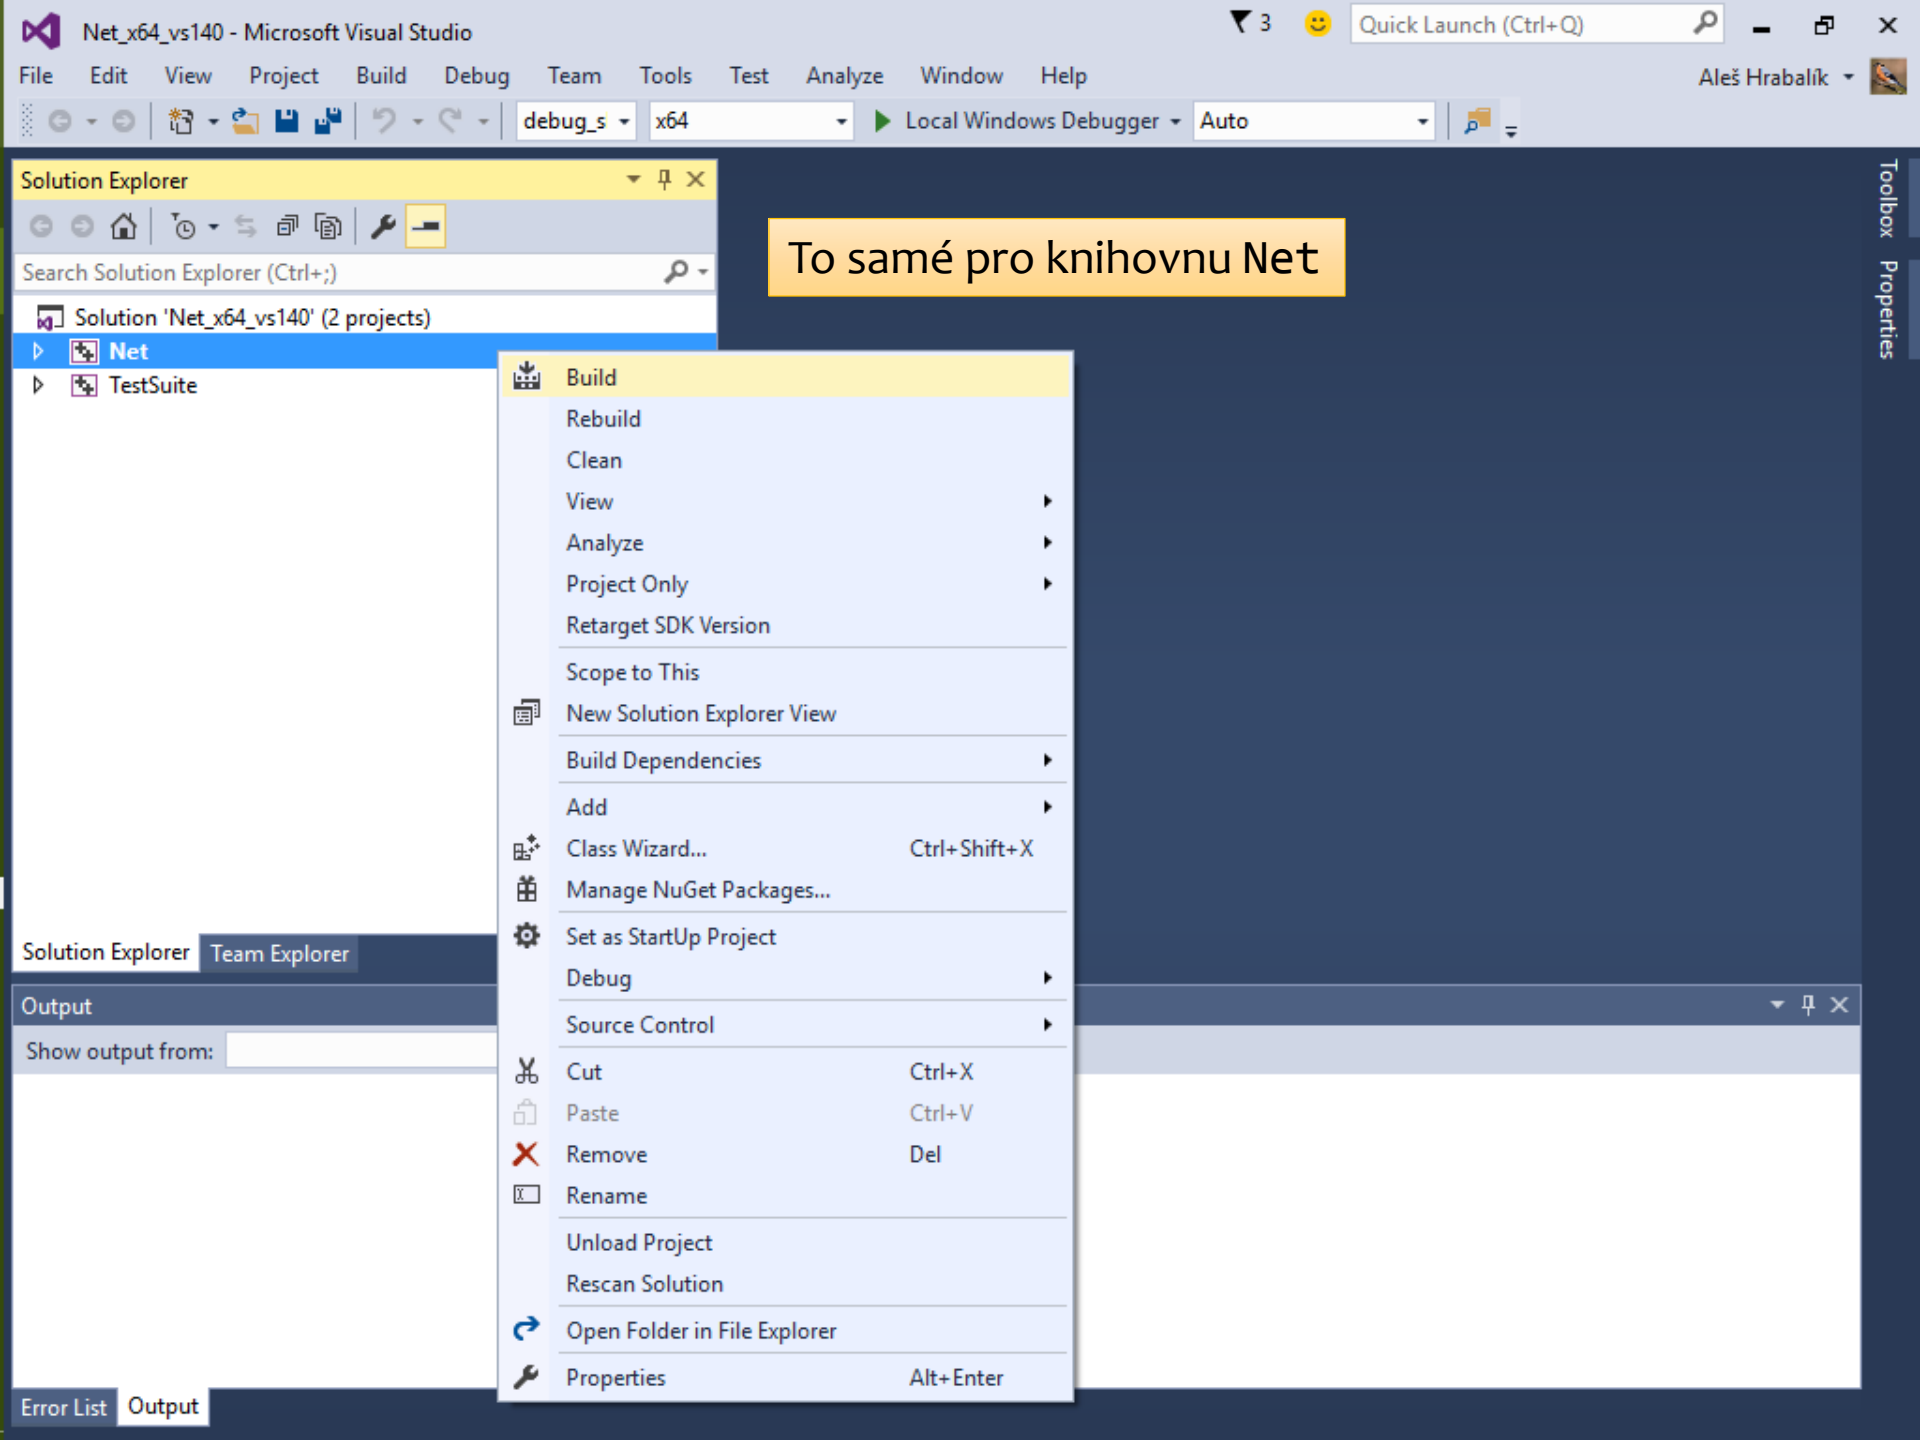 Net_x64_vs140 - Microsoft Visual Studio
3
Quick Launch (Ctrl+Q)
File Edit View Project Build Debug Team Tools Test Analyze Window Help
Aleš Hrabalík
debug_s
x64
Local Windows Debugger
Auto
Solution Explorer
Search Solution Explorer (Ctrl+;)
Solution 'Net_x64_vs140' (2 projects)
Net
TestSuite
To samé pro knihovnu Net
Toolbox
Properties
Build
Rebuild
Clean
View
Analyze
Project Only
Retarget SDK Version
Scope to This
New Solution Explorer View
Build Dependencies
Add
Class Wizard... Ctrl+Shift+X
Manage NuGet Packages...
Set as StartUp Project
Debug
Source Control
Cut Ctrl+X
Paste Ctrl+V
Remove Del
Rename
Unload Project
Rescan Solution
Open Folder in File Explorer
Properties Alt+Enter
Solution Explorer Team Explorer
Output
Show output from:
Error List Output